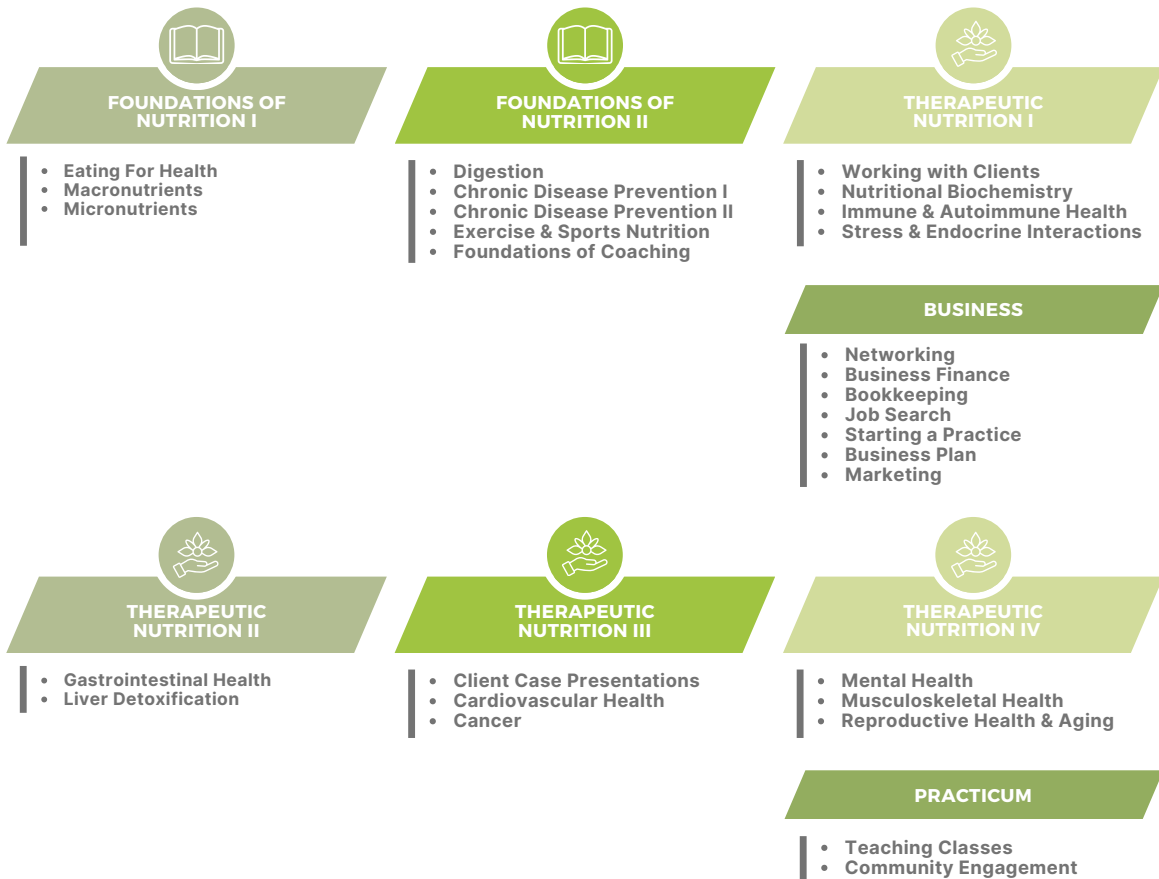 FOUNDATIONS OF
NUTRITION I
• Eating For Health
• Macronutrients
• Micronutrients
FOUNDATIONS OF
NUTRITION II
• Digestion
• Chronic Disease Prevention I
• Chronic Disease Prevention II
• Exercise & Sports Nutrition
• Foundations of Coaching
THERAPEUTIC
NUTRITION I
• Working with Clients
• Nutritional Biochemistry
• Immune & Autoimmune Health
• Stress & Endocrine Interactions
BUSINESS
• Networking
• Business Finance
• Bookkeeping
• Job Search
• Starting a Practice
• Business Plan
• Marketing
THERAPEUTIC
NUTRITION II
• Gastrointestinal Health
• Liver Detoxification
THERAPEUTIC
NUTRITION III
• Client Case Presentations
• Cardiovascular Health
• Cancer
THERAPEUTIC
NUTRITION IV
• Mental Health
• Musculoskeletal Health
• Reproductive Health & Aging
PRACTICUM
• Teaching Classes
• Community Engagement